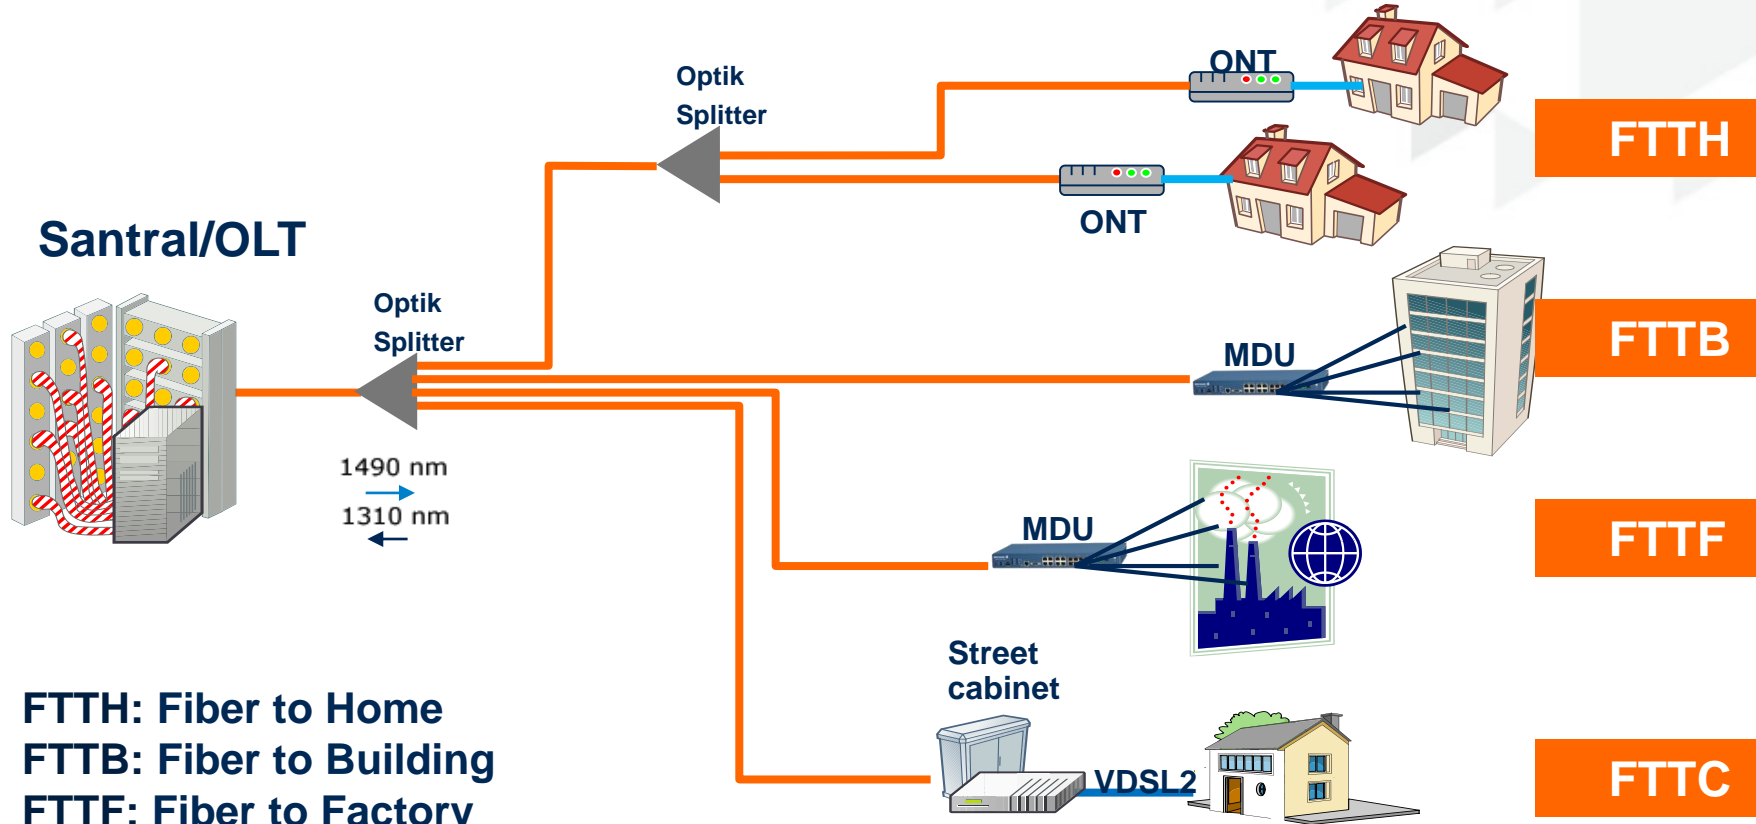 Optik
Splitter
ONT
FTTH
ONT
Santral/OLT
Optik
Splitter
MDU
FTTB
1490 nm
1310 nm
MDU
FTTF
Street
cabinet
VDSL2
FTTC
FTTH: Fiber to Home
FTTB: Fiber to Building
FTTF: Fiber to Factory